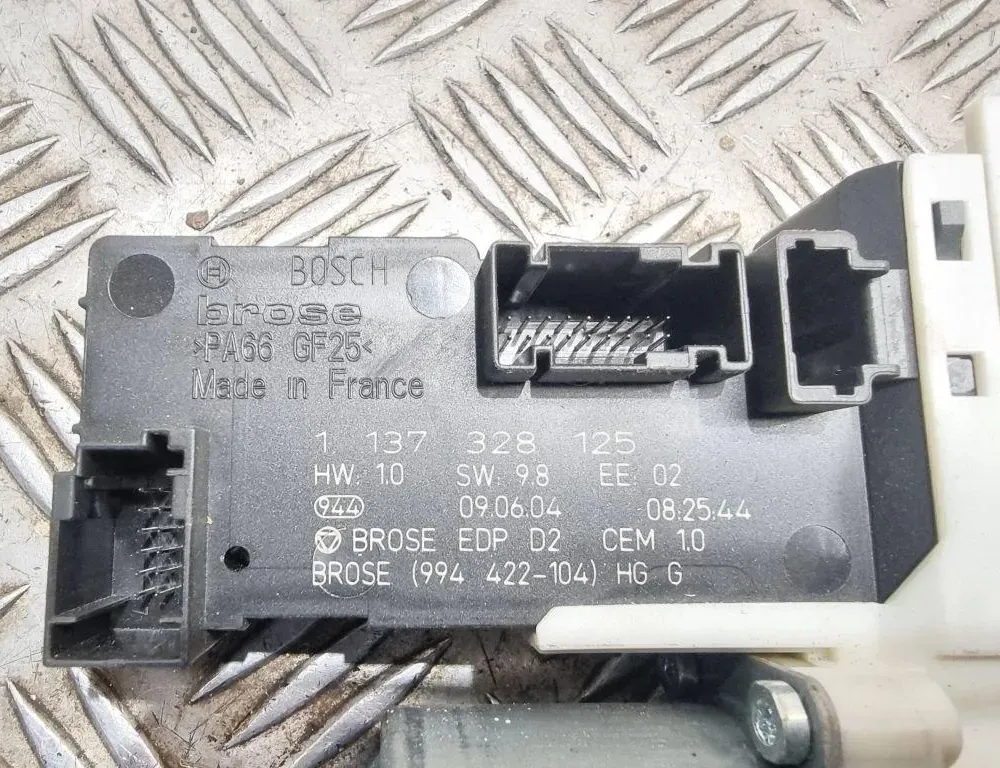 BOSCH
brose
>PA66 GF25<
Made in France
1 137 328 125
HW: 1.0 SW: 9.8 EE: 02
944 09.06.04 08:25:44
BROSE EDP D2 CEM 1.0
BROSE (994 422-104) HG G